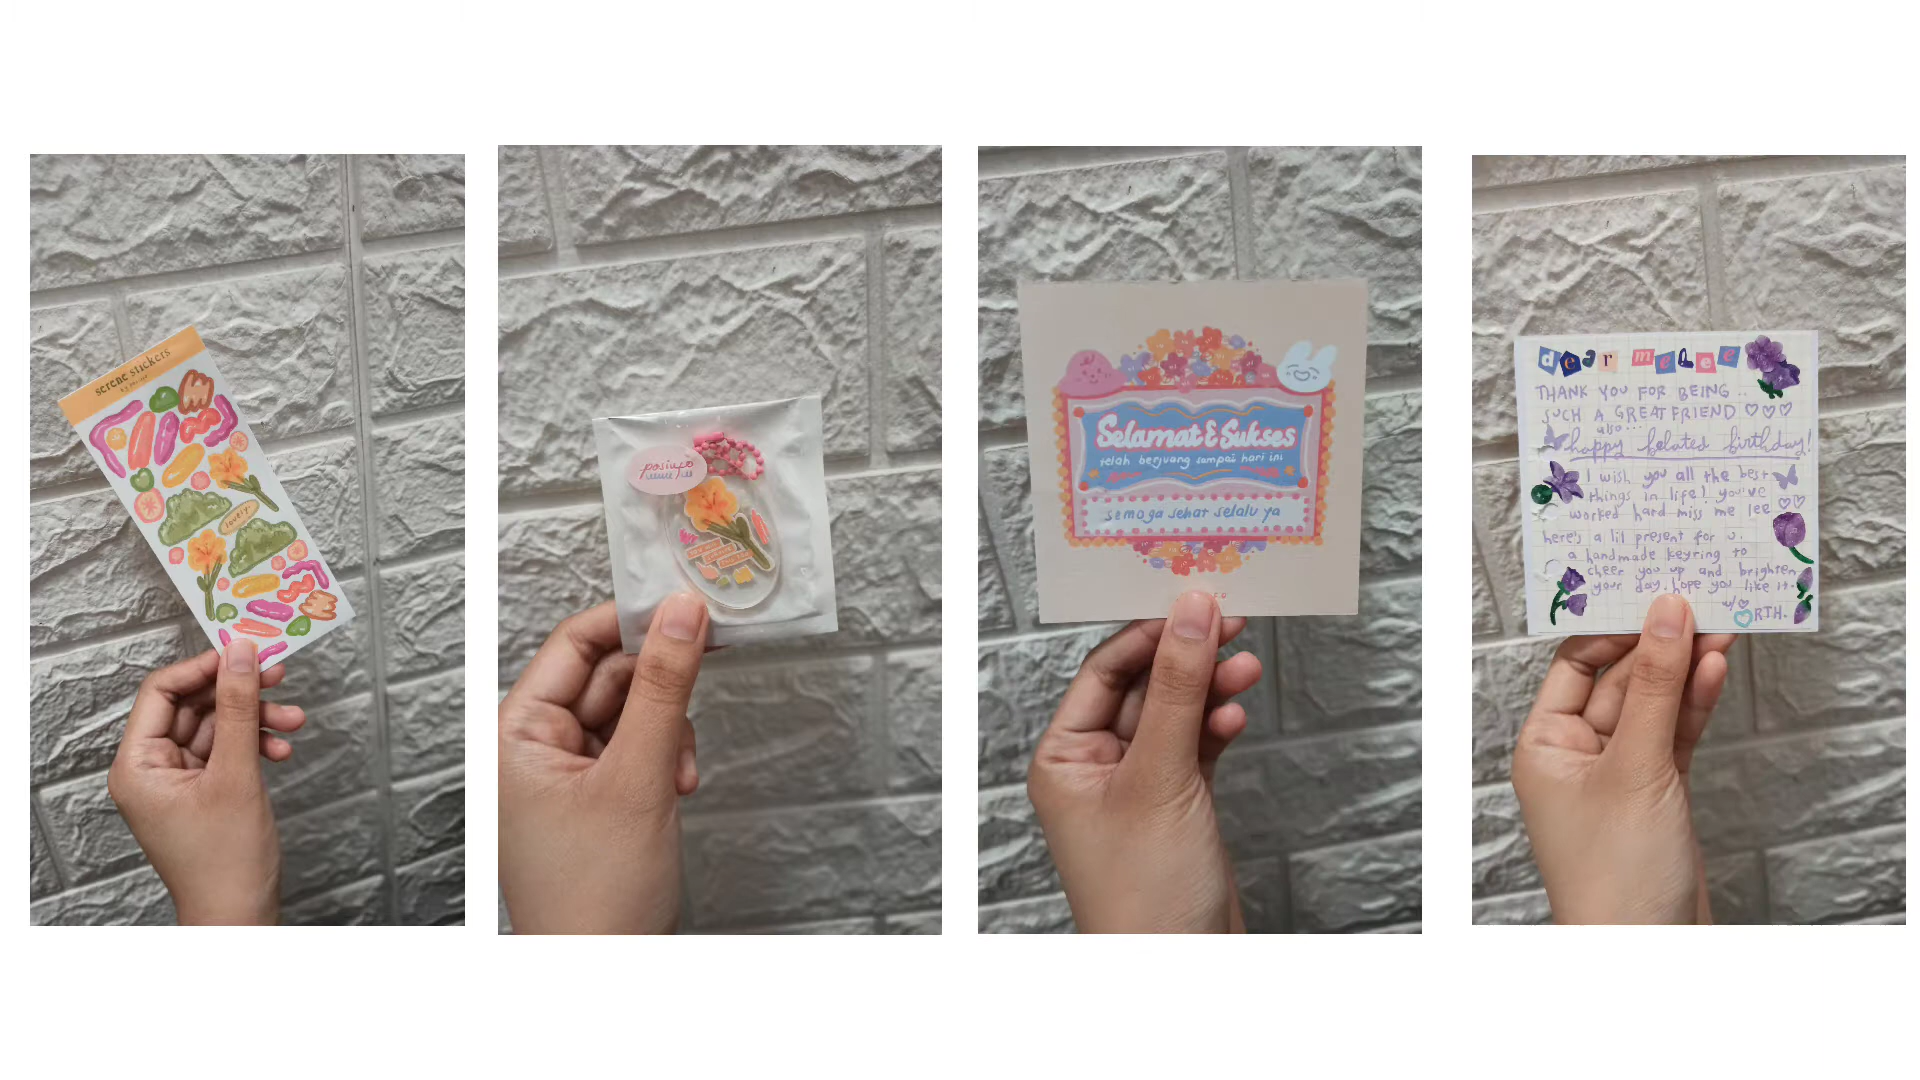 serene stickers
lovely
posiupi
Selamat & Sukses
telah berjuang sampai hari ini
semoga sehat selalu ya
dear melee
THANK YOU FOR BEING..
SUCH A GREAT FRIEND ♡♡♡
also...
happy belated birthday!
I wish you all the best
things in life! you've
worked hard miss me lee
here's a lil present for u.
a handmade keyring to
cheer you up and brighten
your day. hope you like it.
w/♡
RTH.